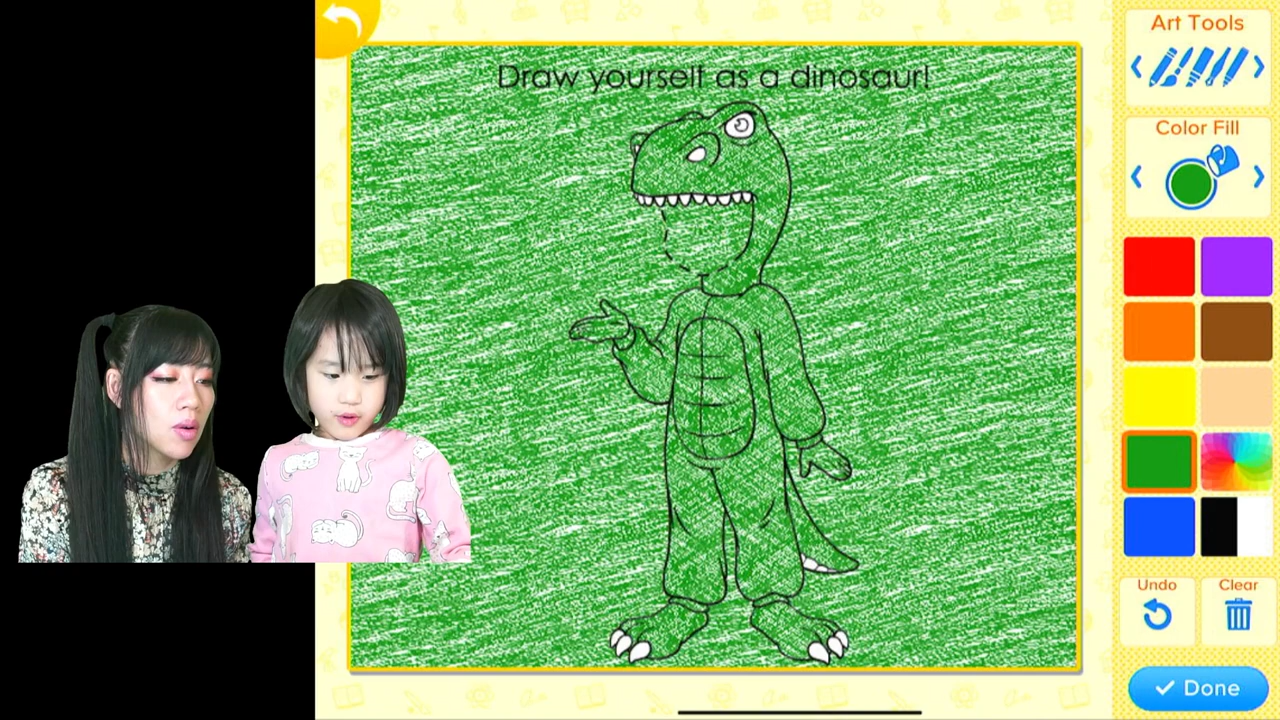 Draw yourself as a dinosaur!
Art Tools
Color Fill
Undo
Clear
Done